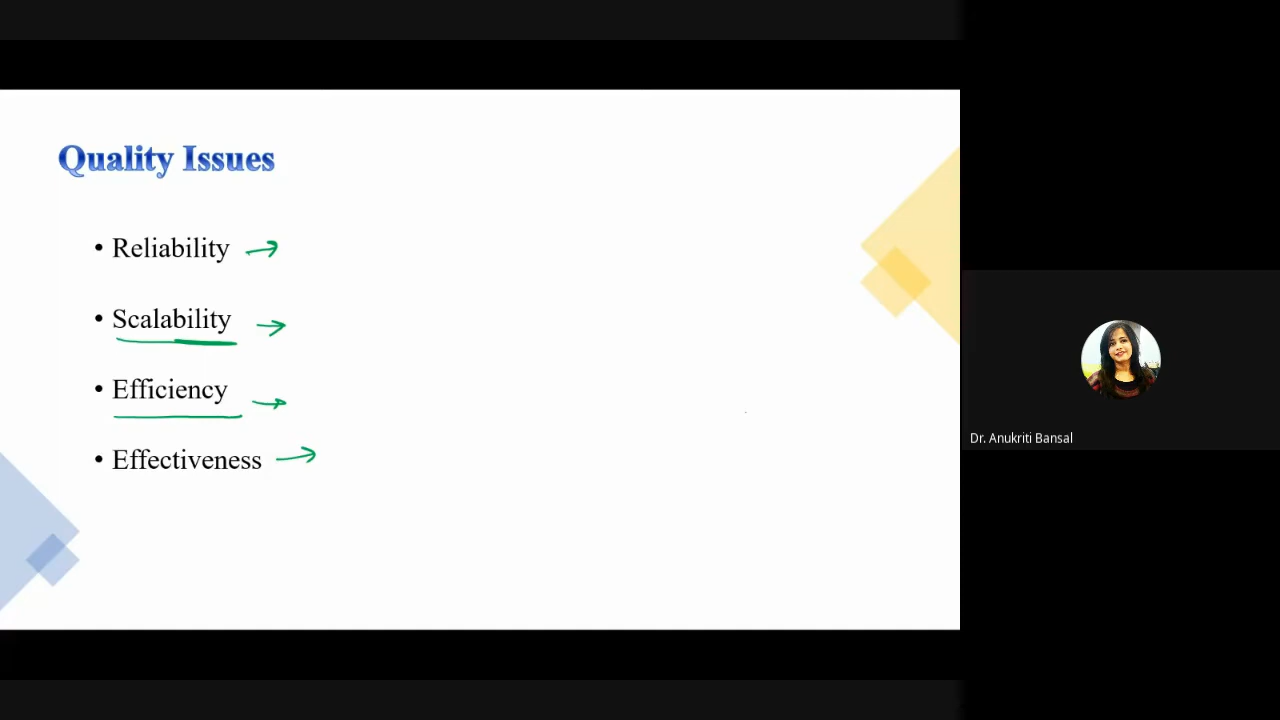 Quality Issues
• Reliability
• Scalability
• Efficiency
• Effectiveness
Dr. Anukriti Bansal